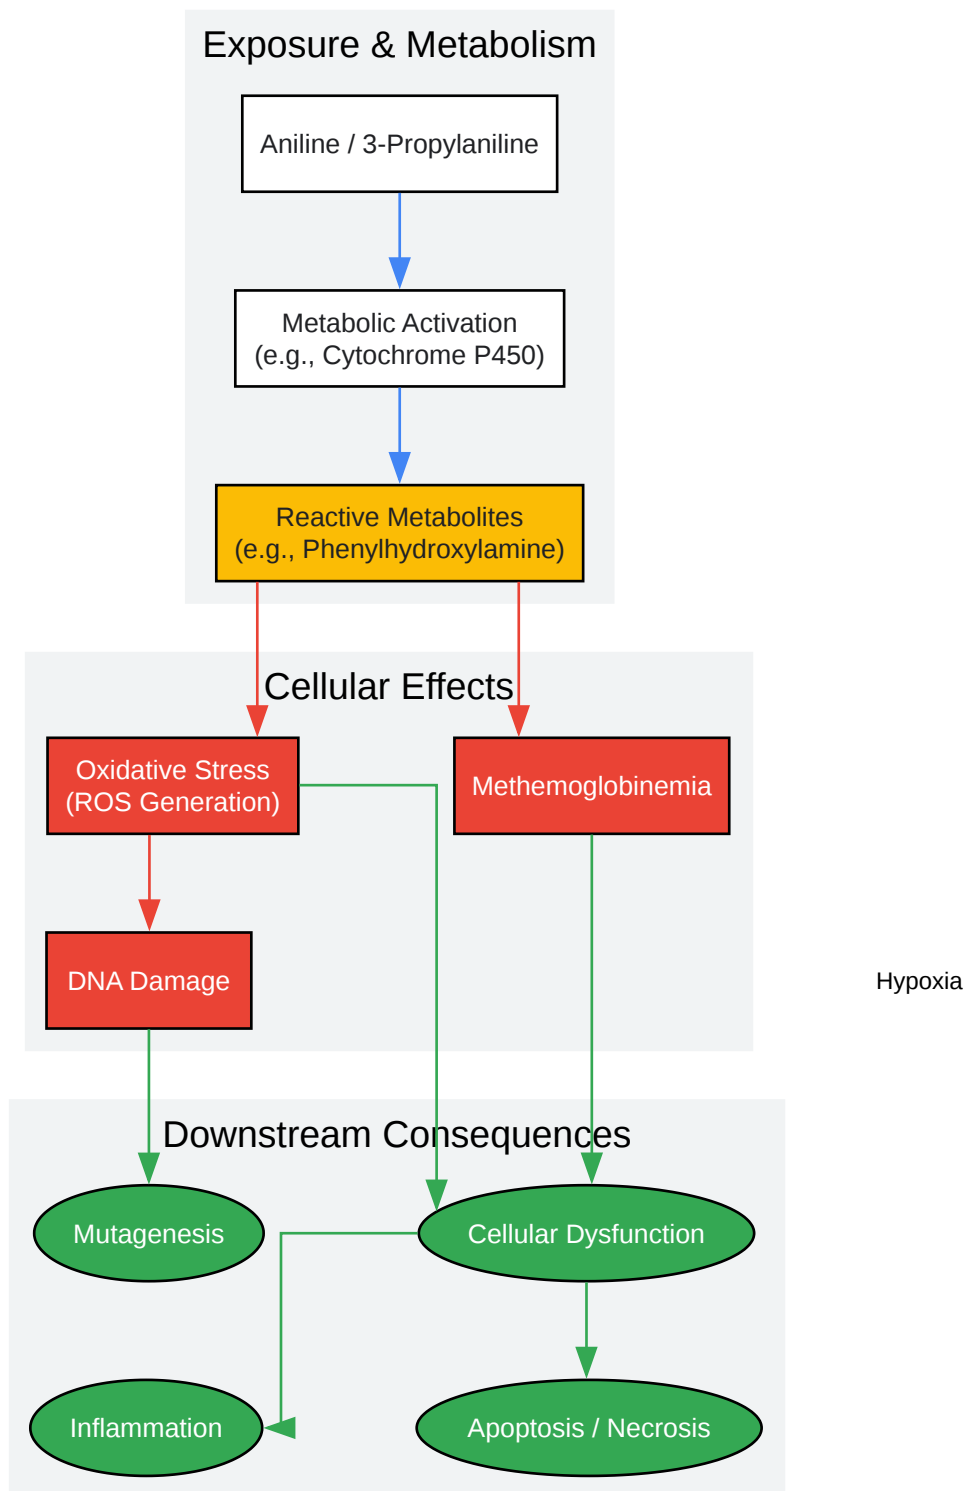 Exposure & Metabolism
Aniline / 3-Propylaniline
Metabolic Activation
(e.g., Cytochrome P450)
Reactive Metabolites
(e.g., Phenylhydroxylamine)
Cellular Effects
Oxidative Stress
(ROS Generation)
Methemoglobinemia
DNA Damage
Hypoxia
Downstream Consequences
Mutagenesis
Cellular Dysfunction
Inflammation
Apoptosis / Necrosis